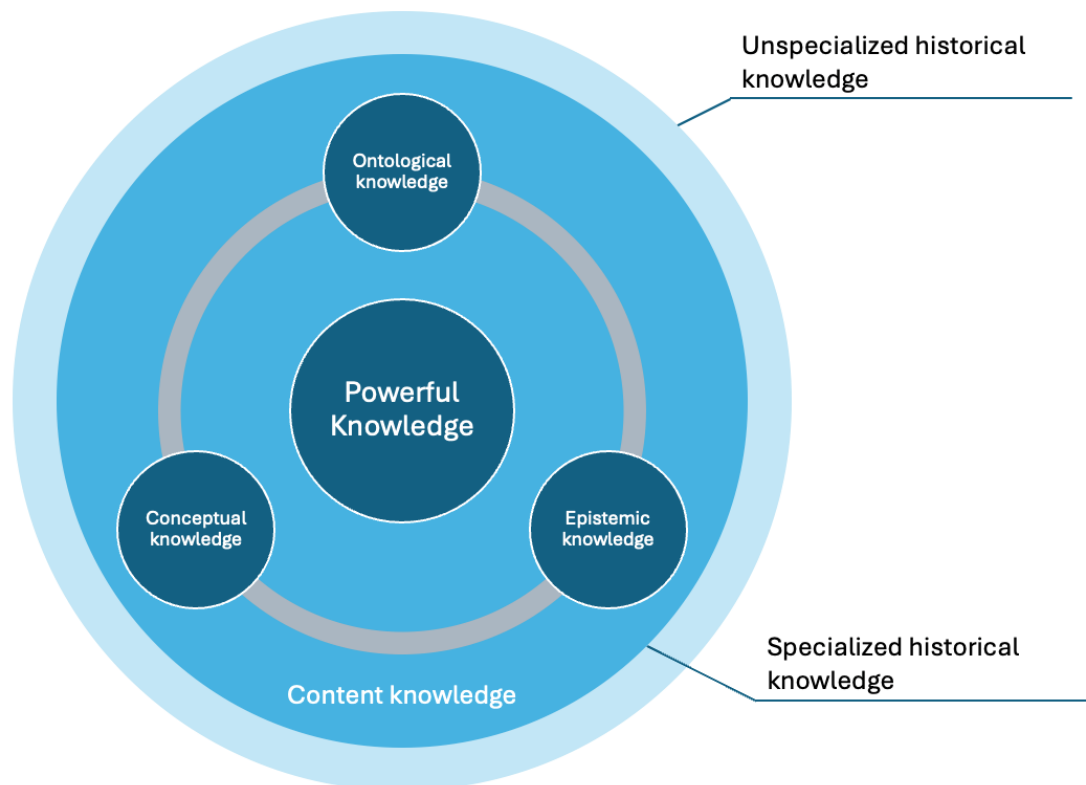 Unspecialized historical
knowledge
Ontological
knowledge
Powerful
Knowledge
Conceptual
knowledge
Epistemic
knowledge
Specialized historical
knowledge
Content knowledge